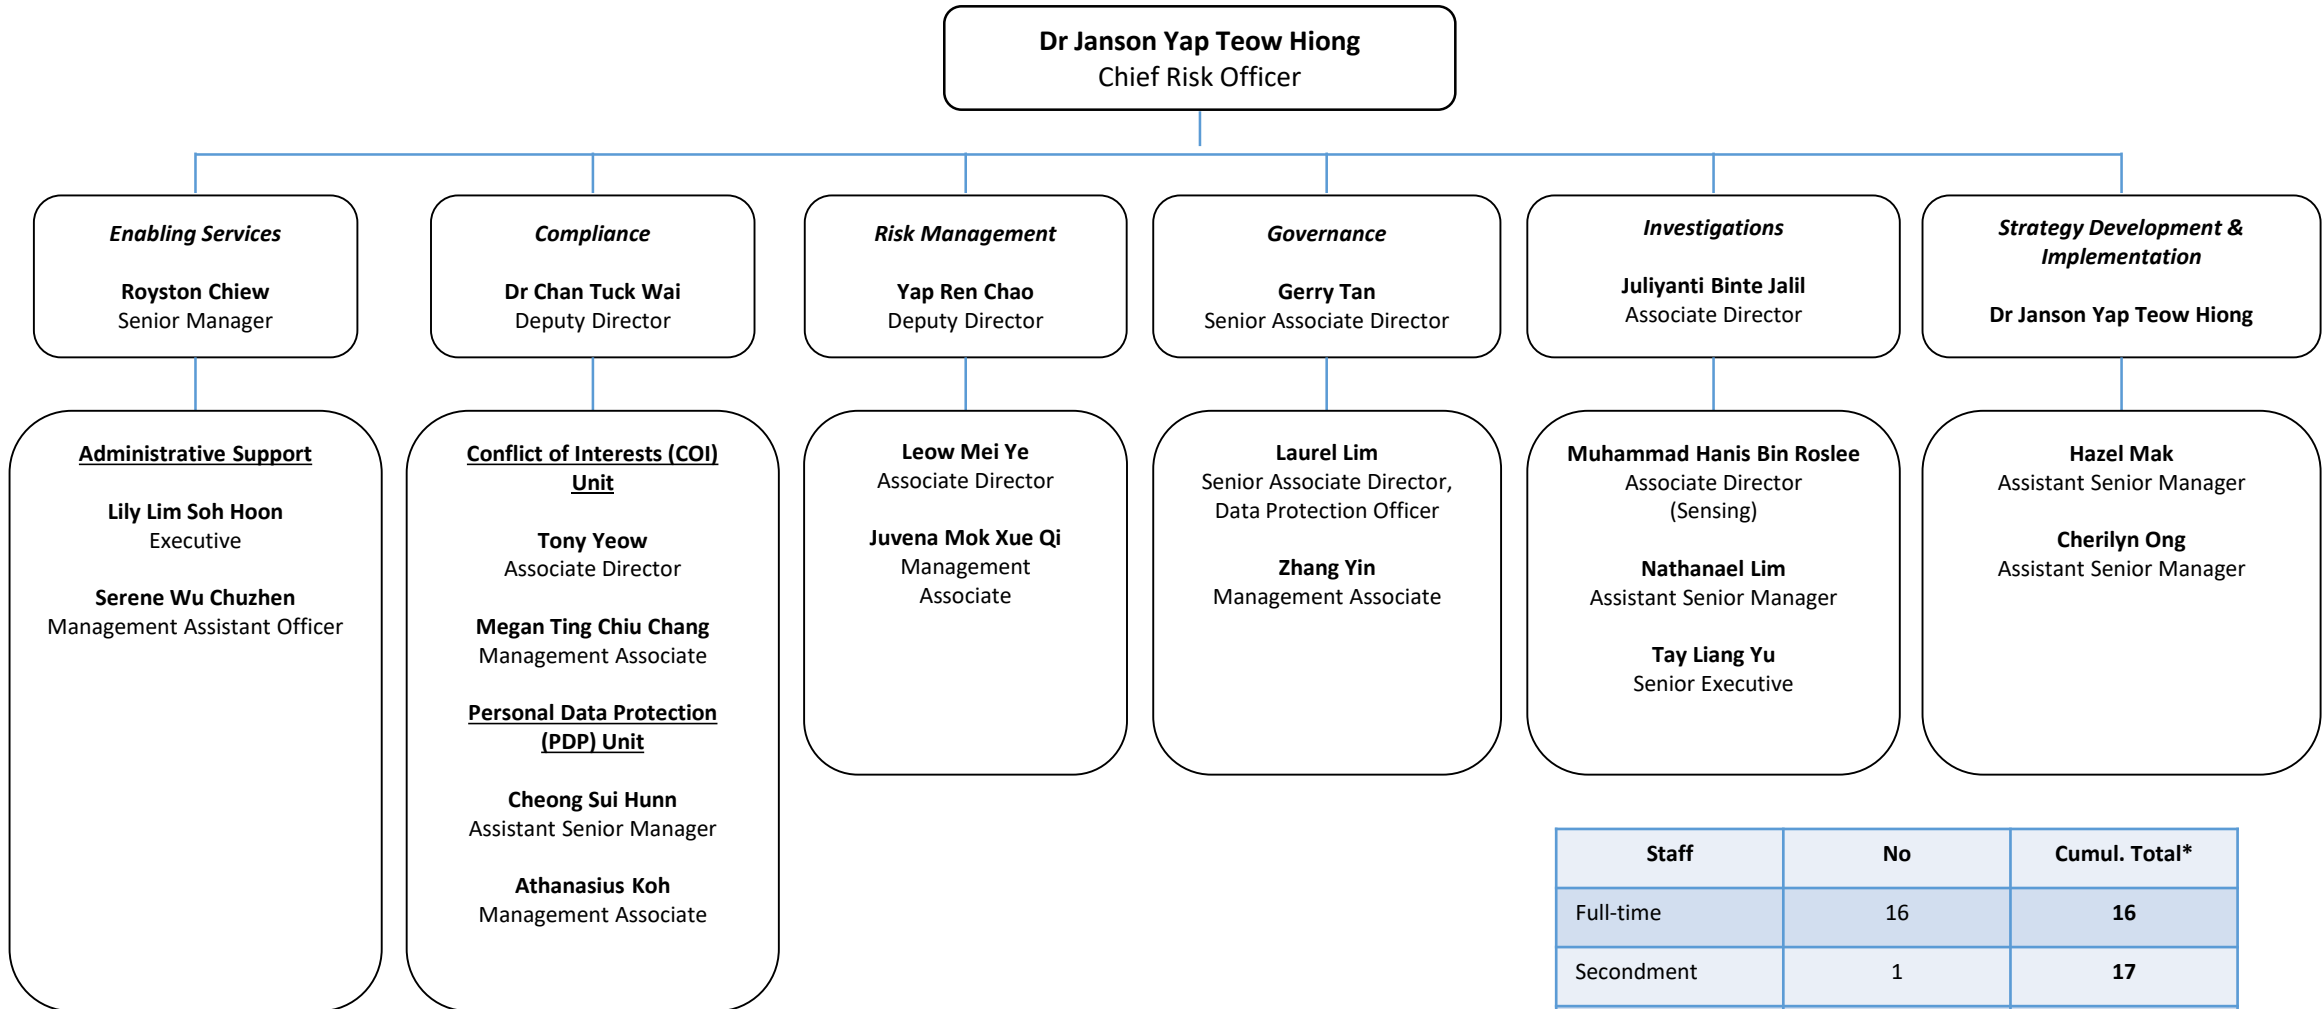 Dr Janson Yap Teow Hiong
Chief Risk Officer
Enabling Services
Royston Chiew
Senior Manager
Compliance
Dr Chan Tuck Wai
Deputy Director
Risk Management
Yap Ren Chao
Deputy Director
Governance
Gerry Tan
Senior Associate Director
Investigations
Juliyanti Binte Jalil
Associate Director
Strategy Development &
Implementation
Dr Janson Yap Teow Hiong
Administrative Support
Lily Lim Soh Hoon
Executive
Serene Wu Chuzhen
Management Assistant Officer
Conflict of Interests (COI)
Unit
Tony Yeow
Associate Director
Megan Ting Chiu Chang
Management Associate
Personal Data Protection
(PDP) Unit
Cheong Sui Hunn
Assistant Senior Manager
Athanasius Koh
Management Associate
Leow Mei Ye
Associate Director
Juvena Mok Xue Qi
Management
Associate
Laurel Lim
Senior Associate Director,
Data Protection Officer
Zhang Yin
Management Associate
Muhammad Hanis Bin Roslee
Associate Director
(Sensing)
Nathanael Lim
Assistant Senior Manager
Tay Liang Yu
Senior Executive
Hazel Mak
Assistant Senior Manager
Cherilyn Ong
Assistant Senior Manager
Staff No Cumul. Total*
Full-time 16 16
Secondment 1 17